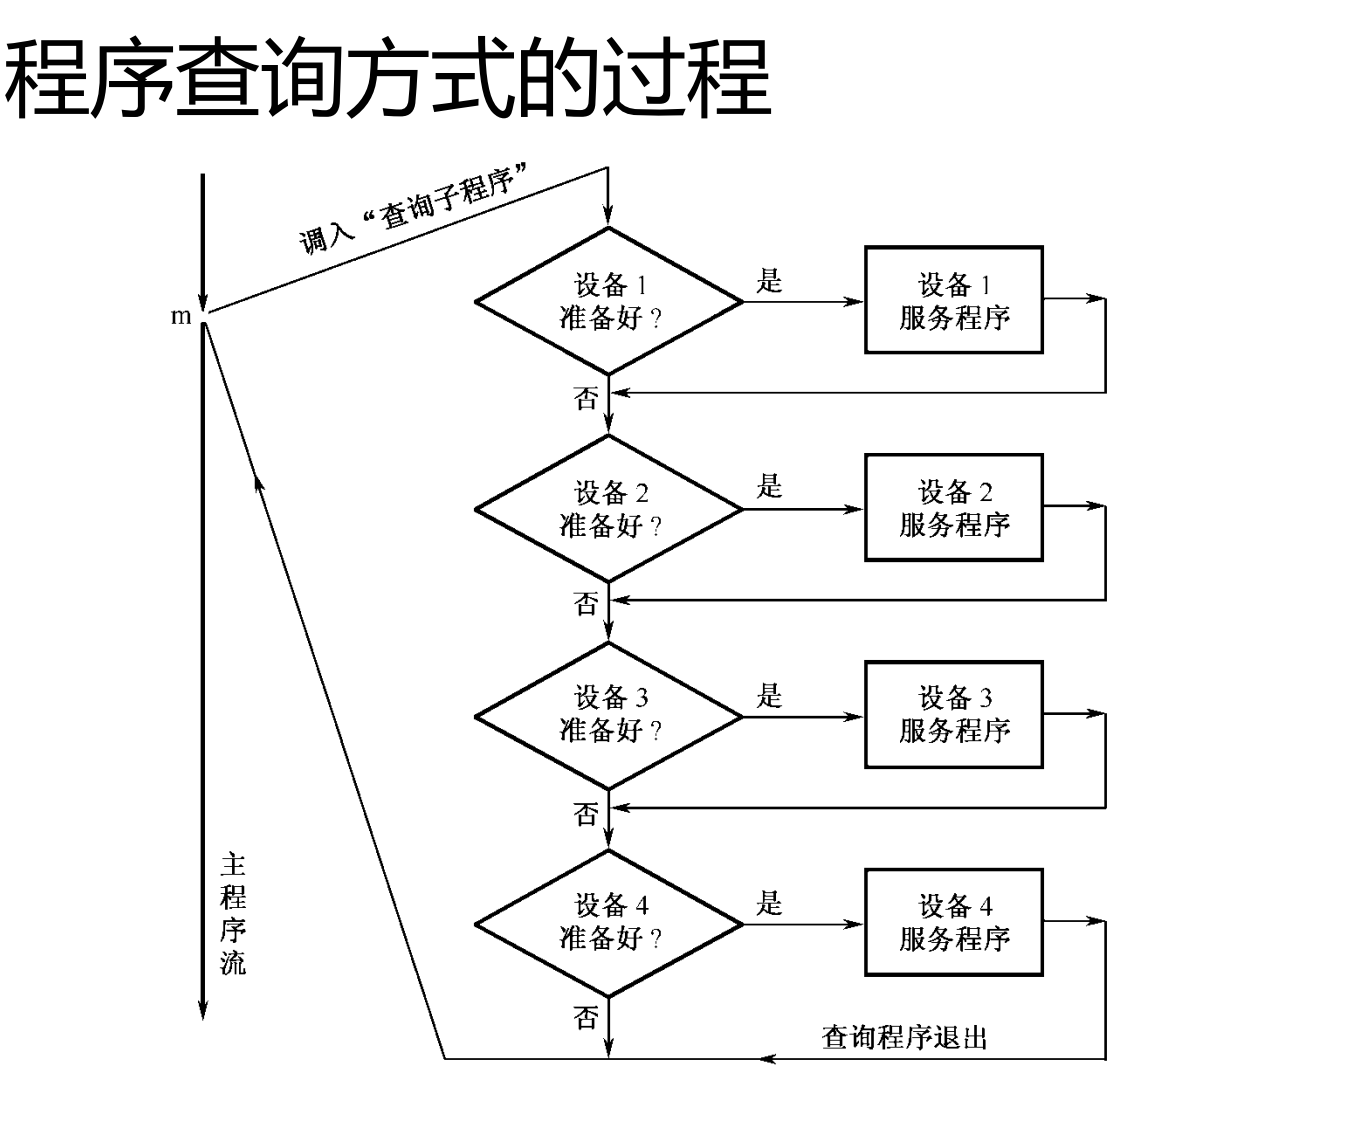 程序查询方式的过程
调入“查询子程序”
m
设备 1
准备好?
是
设备 1
服务程序
否
设备 2
准备好?
是
设备 2
服务程序
否
设备 3
准备好?
是
设备 3
服务程序
否
设备 4
准备好?
是
设备 4
服务程序
否
查询程序退出
主程序流